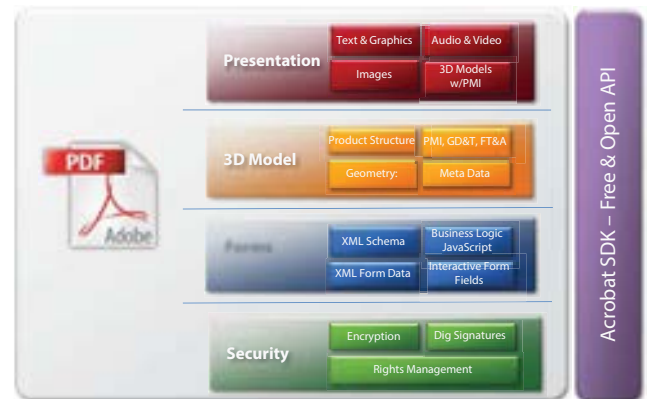 Presentation
Text & Graphics
Audio & Video
Images
3D Models
w/PMI
PDF
Adobe
3D Model
Product Structure
PMI, GD&T, FT&A
Geometry:
Meta Data
Forms
XML Schema
Business Logic
JavaScript
XML Form Data
Interactive Form
Fields
Security
Encryption
Dig Signatures
Rights Management
Acrobat SDK – Free & Open API